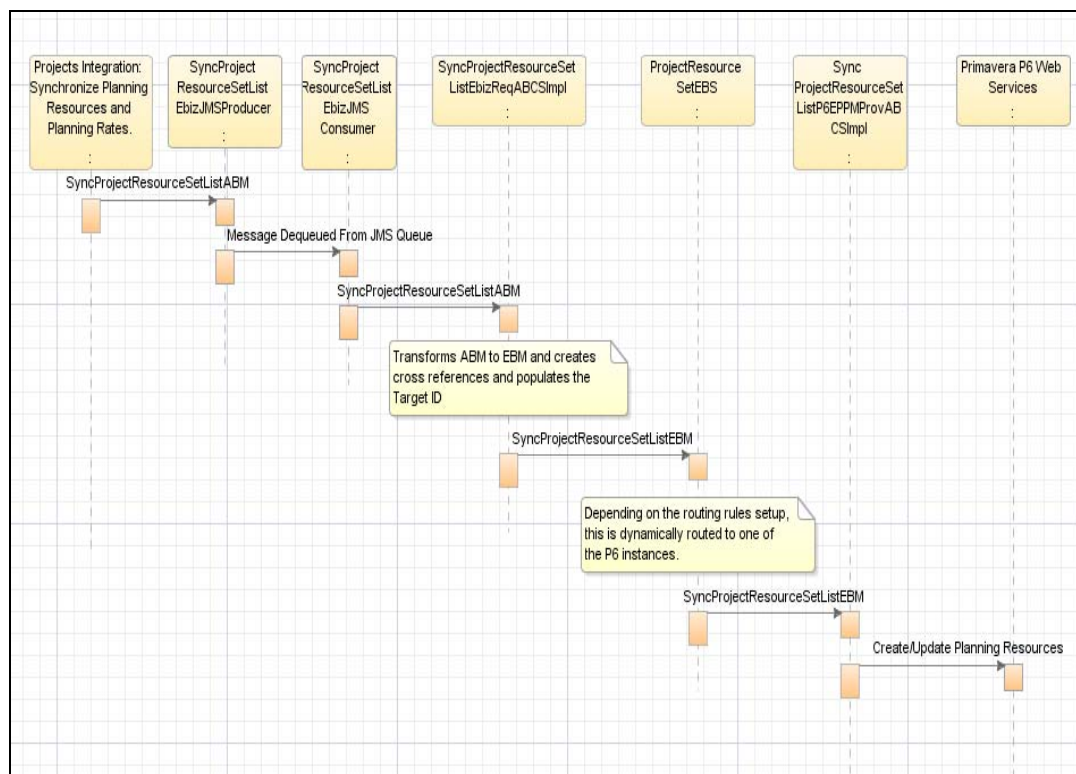 Projects Integration:
Synchronize Planning
Resources and
Planning Rates.
:
SyncProject
ResourceSetList
EbizJMSProducer
:
SyncProject
ResourceSetList
EbizJMS
Consumer
:
SyncProjectResourceSet
ListEbizReqABCSImpl
:
ProjectResource
SetEBS
:
Sync
ProjectResourceSet
ListP6EPPMProvAB
CSImpl
:
Primavera P6 Web
Services
:
SyncProjectResourceSetListABM
Message Dequeued From JMS Queue
SyncProjectResourceSetListABM
Transforms ABM to EBM and creates
cross references and populates the
Target ID
SyncProjectResourceSetListEBM
Depending on the routing rules setup,
this is dynamically routed to one of
the P6 instances.
SyncProjectResourceSetListEBM
Create/Update Planning Resources